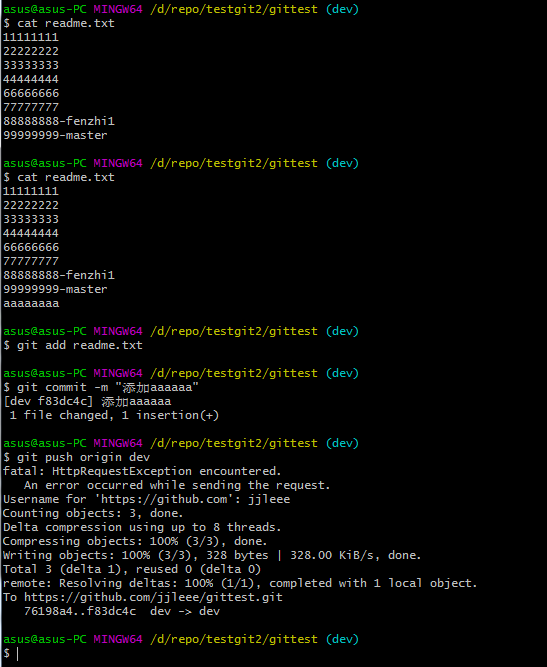 asus@asus-PC MINGW64 /d/repo/testgit2/gittest (dev)
$ cat readme.txt
11111111
22222222
33333333
44444444
66666666
77777777
88888888-fenzhi1
99999999-master
asus@asus-PC MINGW64 /d/repo/testgit2/gittest (dev)
$ cat readme.txt
11111111
22222222
33333333
44444444
66666666
77777777
88888888-fenzhi1
99999999-master
aaaaaaaa
asus@asus-PC MINGW64 /d/repo/testgit2/gittest (dev)
$ git add readme.txt
asus@asus-PC MINGW64 /d/repo/testgit2/gittest (dev)
$ git commit -m "添加aaaaaa"
[dev f83dc4c] 添加aaaaaa
 1 file changed, 1 insertion(+)
asus@asus-PC MINGW64 /d/repo/testgit2/gittest (dev)
$ git push origin dev
fatal: HttpRequestException encountered.
   An error occurred while sending the request.
Username for 'https://github.com': jjleee
Counting objects: 3, done.
Delta compression using up to 8 threads.
Compressing objects: 100% (3/3), done.
Writing objects: 100% (3/3), 328 bytes | 328.00 KiB/s, done.
Total 3 (delta 1), reused 0 (delta 0)
remote: Resolving deltas: 100% (1/1), completed with 1 local object.
To https://github.com/jjleee/gittest.git
   76198a4..f83dc4c  dev -> dev
asus@asus-PC MINGW64 /d/repo/testgit2/gittest (dev)
$